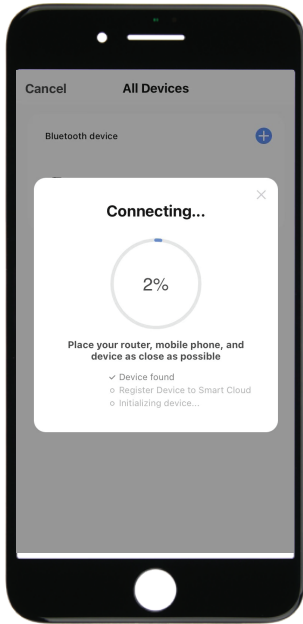 Cancel All Devices
Bluetooth device
Connecting...
2%
Place your router, mobile phone, and
device as close as possible
✓ Device found
Register Device to Smart Cloud
Initializing device...